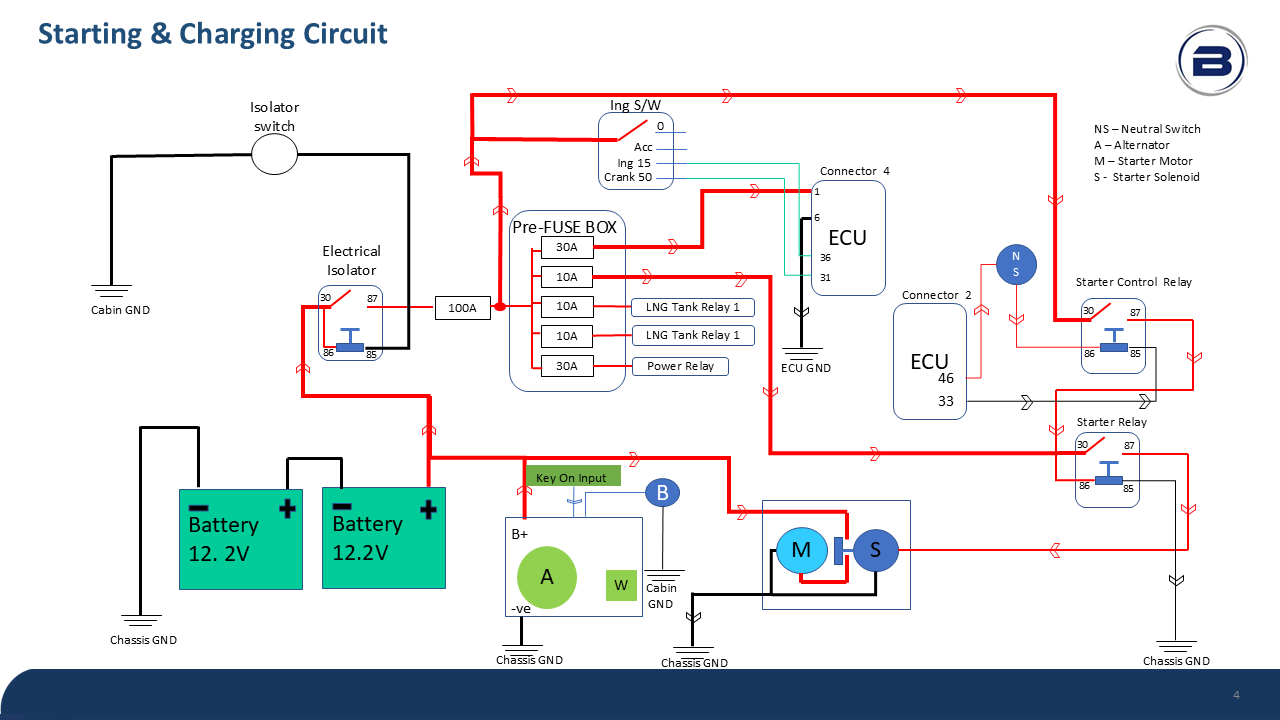 Starting & Charging Circuit
B
Isolator
switch
Ing S/W
0
Acc
Ing 15
Crank 50
NS – Neutral Switch
A – Alternator
M – Starter Motor
S - Starter Solenoid
Connector 4
1
6
ECU
36
31
Pre-FUSE BOX
30A
10A
10A
10A
30A
LNG Tank Relay 1
LNG Tank Relay 1
Power Relay
Electrical
Isolator
30
87
86
85
100A
Cabin GND
ECU GND
N
S
Connector 2
ECU
46
33
Starter Control Relay
30
87
86
85
Starter Relay
30
87
86
85
Battery
12. 2V
Battery
12.2V
Key On Input
B
B+
A
W
-ve
Cabin
GND
M
S
Chassis GND
Chassis GND
Chassis GND
Chassis GND
4